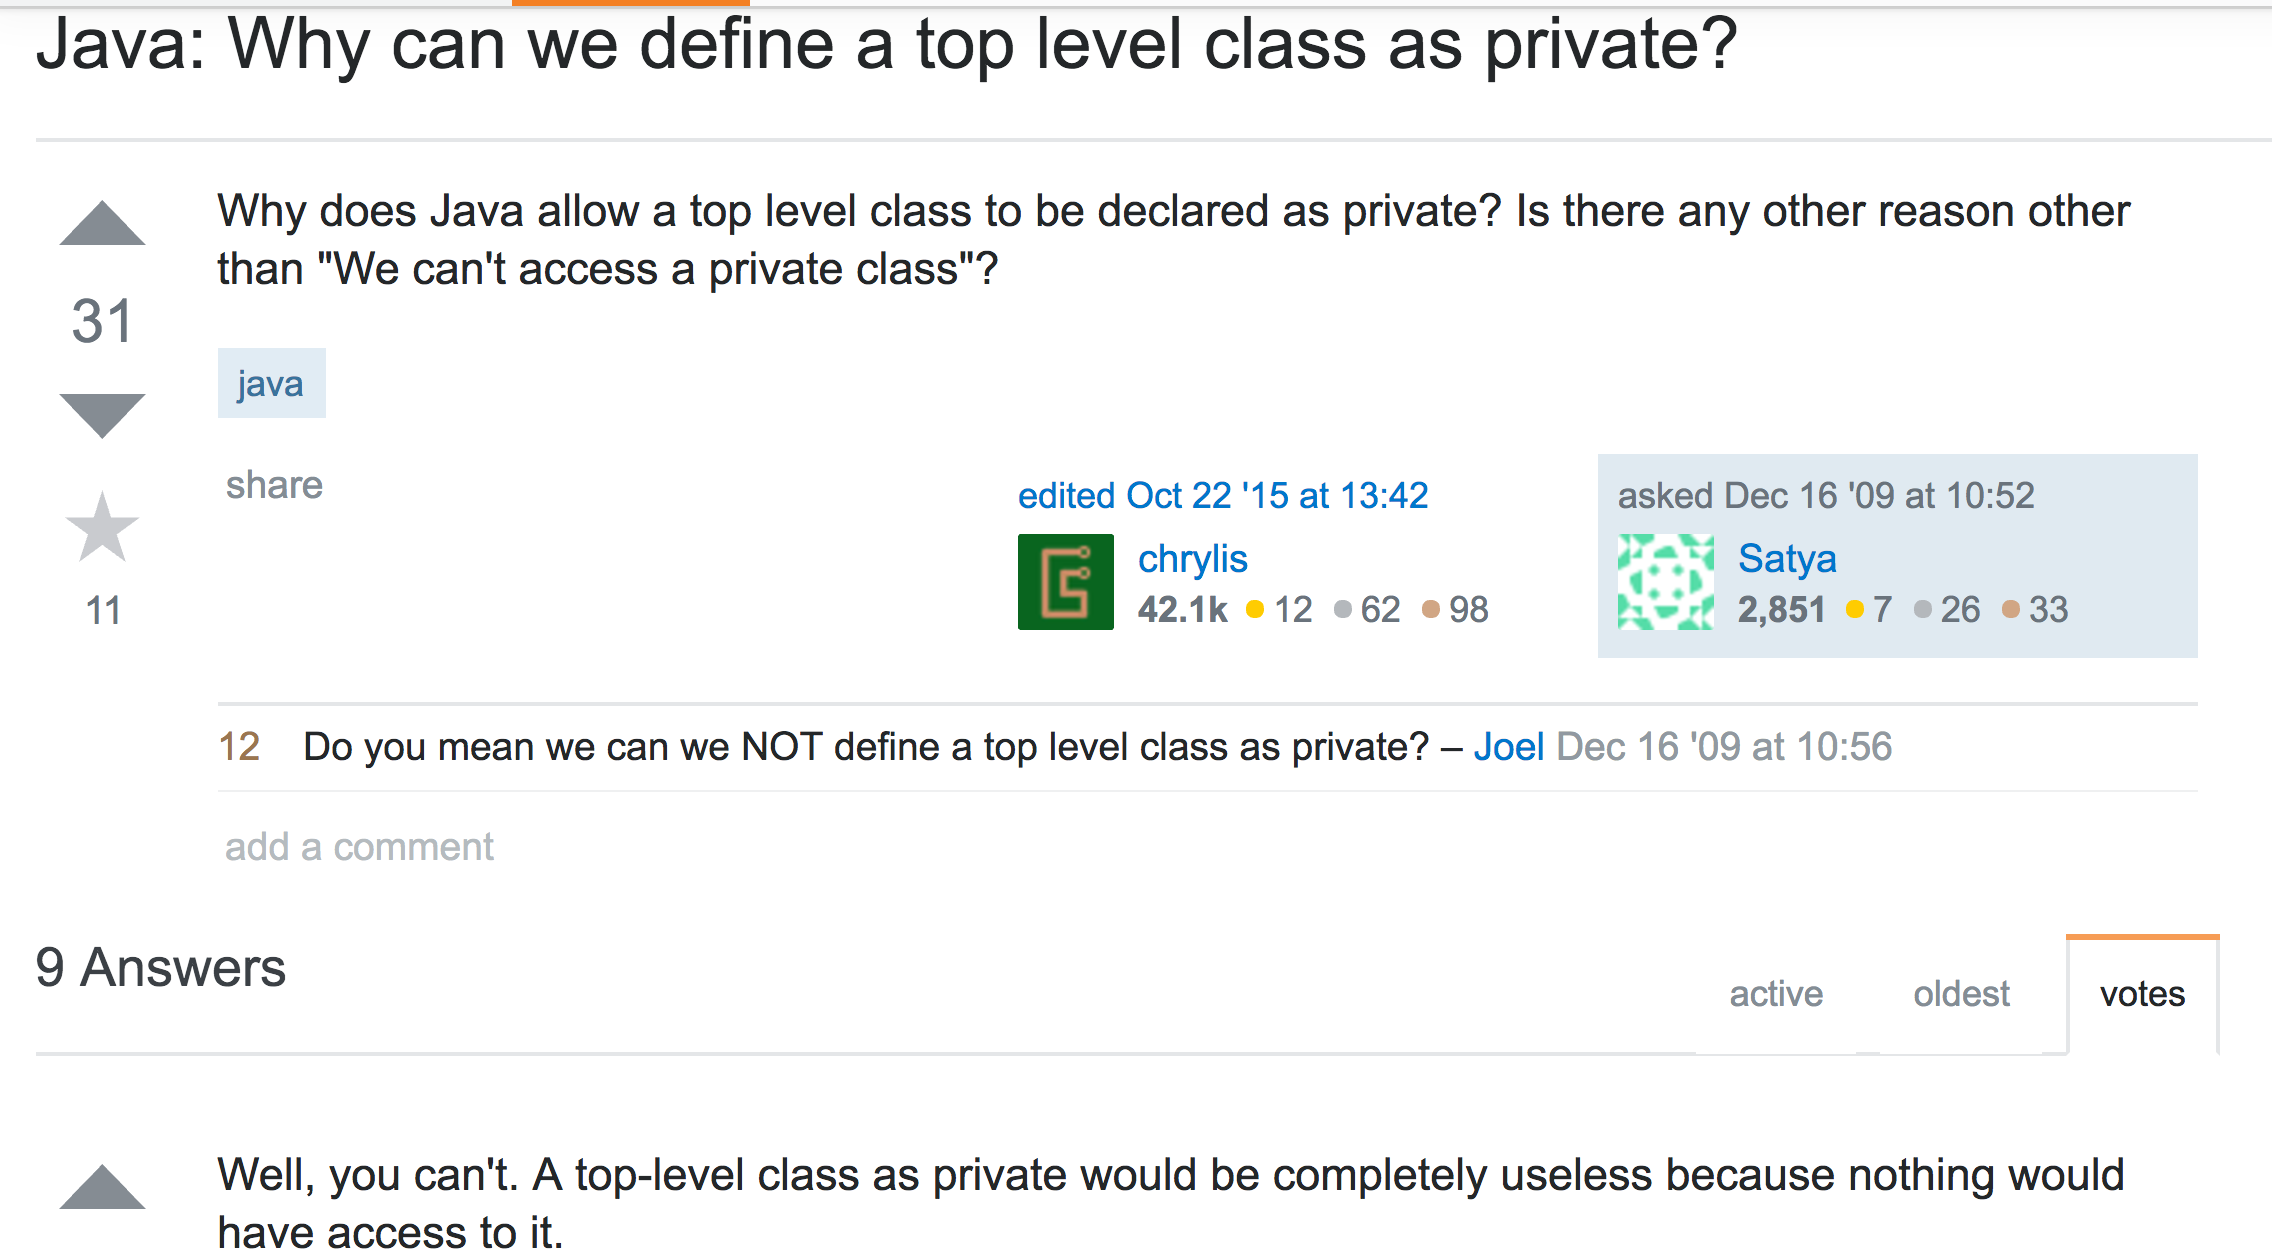 Java: Why can we define a top level class as private?
Why does Java allow a top level class to be declared as private? Is there any other reason other
than "We can't access a private class"?
31
java
share
11
edited Oct 22 '15 at 13:42
chrylis
42.1k 12 62 98
asked Dec 16 '09 at 10:52
Satya
2,851 7 26 33
12 Do you mean we can we NOT define a top level class as private? – Joel Dec 16 '09 at 10:56
add a comment
9 Answers
active oldest votes
Well, you can't. A top-level class as private would be completely useless because nothing would
have access to it.